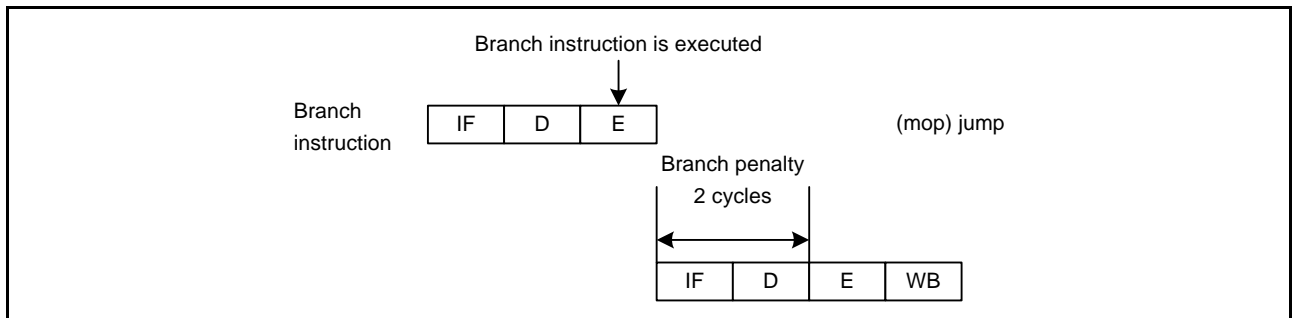 Branch instruction is executed
Branch
instruction
IF D E
(mop) jump
Branch penalty
2 cycles
IF D E WB